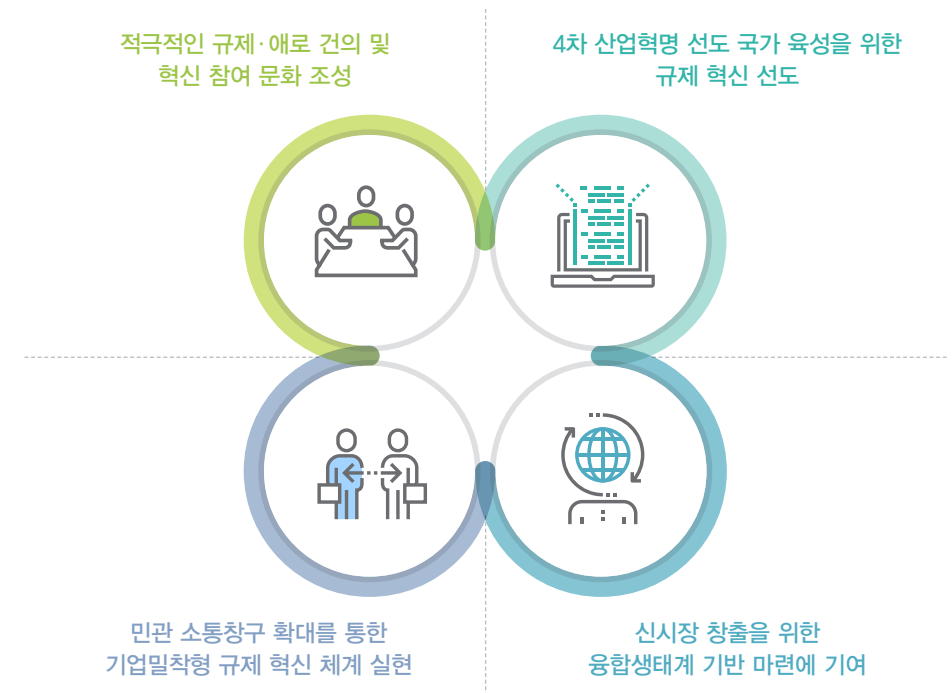 적극적인 규제·애로 건의 및
혁신 참여 문화 조성
4차 산업혁명 선도 국가 육성을 위한
규제 혁신 선도
민관 소통창구 확대를 통한
기업밀착형 규제 혁신 체계 실현
신시장 창출을 위한
융합생태계 기반 마련에 기여